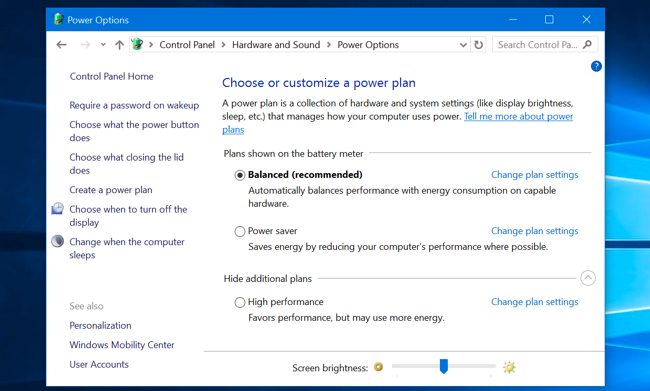 Power Options
Control Panel > Hardware and Sound > Power Options
Search Control Pa...
?
Control Panel Home
Require a password on wakeup
Choose what the power button
does
Choose what closing the lid
does
Create a power plan
Choose when to turn off the
display
Change when the computer
sleeps
See also
Personalization
Windows Mobility Center
User Accounts
Choose or customize a power plan
A power plan is a collection of hardware and system settings (like display brightness,
sleep, etc.) that manages how your computer uses power. Tell me more about power
plans
Plans shown on the battery meter
Balanced (recommended) Change plan settings
Automatically balances performance with energy consumption on capable
hardware.
Power saver Change plan settings
Saves energy by reducing your computer's performance where possible.
Hide additional plans
High performance Change plan settings
Favors performance, but may use more energy.
Screen brightness: